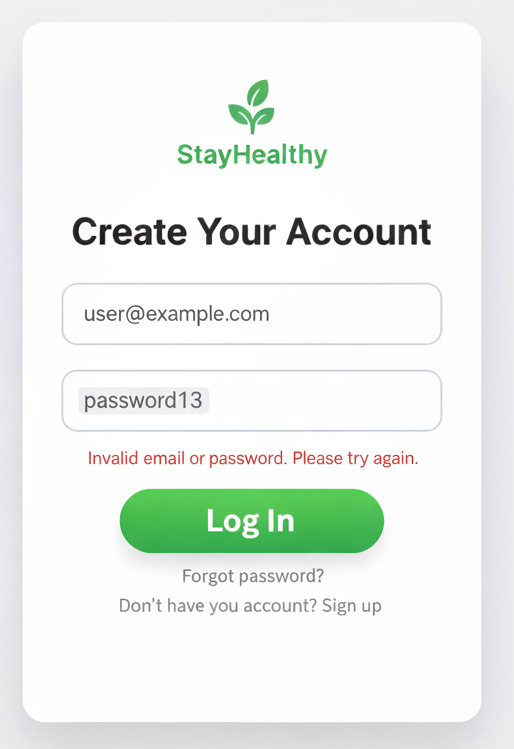 StayHealthy
Create Your Account
user@example.com
password13
Invalid email or password. Please try again.
Log In
Forgot password?
Don't have you account? Sign up